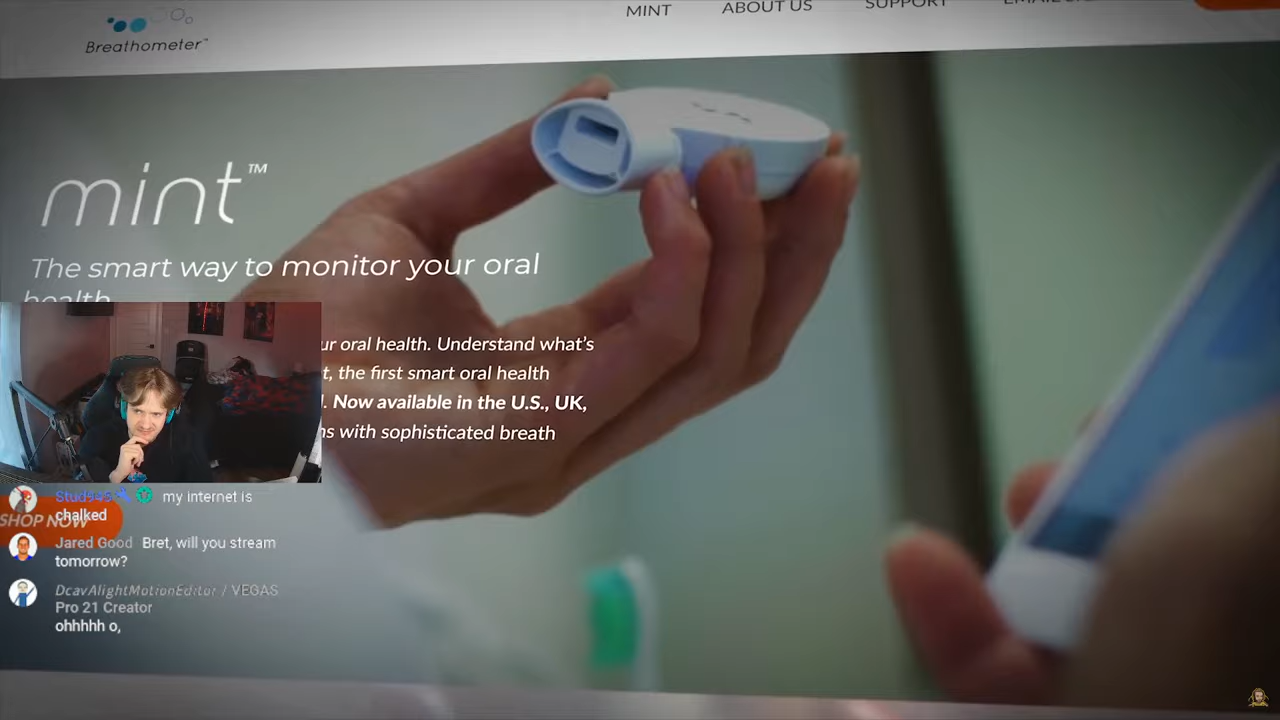 Breathometer™
MINT ABOUT US SUPPORT
mint™
The smart way to monitor your oral
health
ur oral health. Understand what's
t, the first smart oral health
Now available in the U.S., UK,
ns with sophisticated breath
SHOP NOW
my internet is
chalked
Jared Good Bret, will you stream
tomorrow?
DcavAlightMotionEditor / VEGAS
Pro 21 Creator
ohhhhh o,